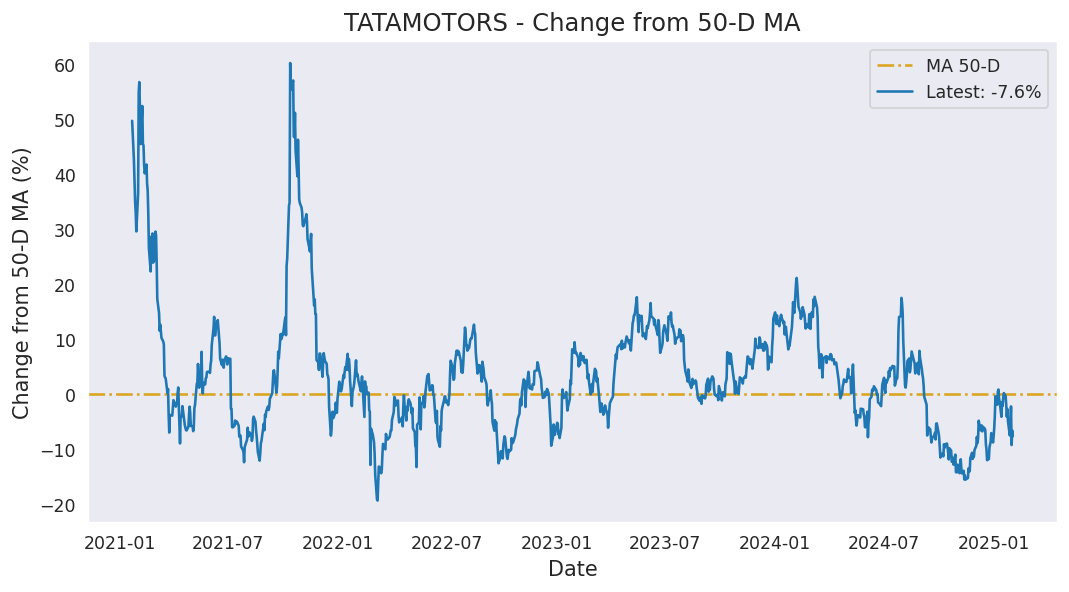 TATAMOTORS - Change from 50-D MA
MA 50-D
Latest: -7.6%
Change from 50-D MA (%)
60
50
40
30
20
10
0
−10
−20
2021-01 2021-07 2022-01 2022-07 2023-01 2023-07 2024-01 2024-07 2025-01
Date